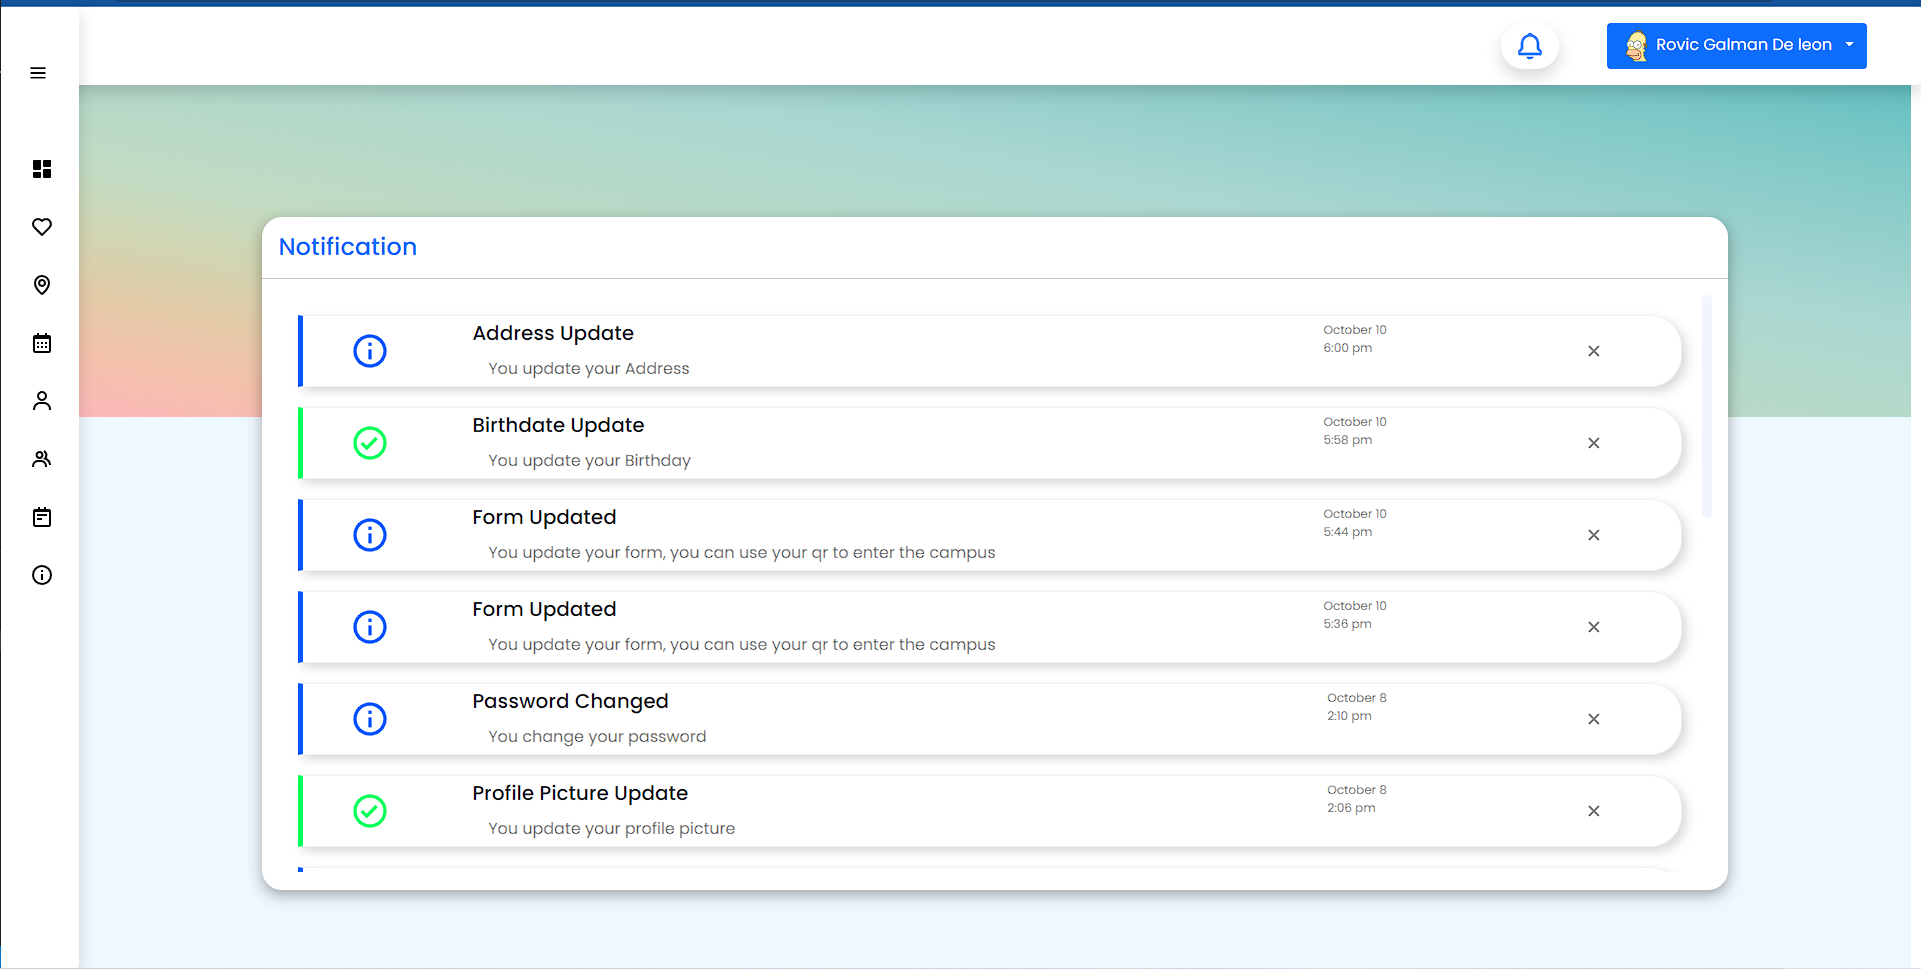 Rovic Galman De leon
Notification
Address Update
October 10
6:00 pm
You update your Address
Birthdate Update
October 10
5:58 pm
You update your Birthday
Form Updated
October 10
5:44 pm
You update your form, you can use your qr to enter the campus
Form Updated
October 10
5:36 pm
You update your form, you can use your qr to enter the campus
Password Changed
October 8
2:10 pm
You change your password
Profile Picture Update
October 8
2:06 pm
You update your profile picture